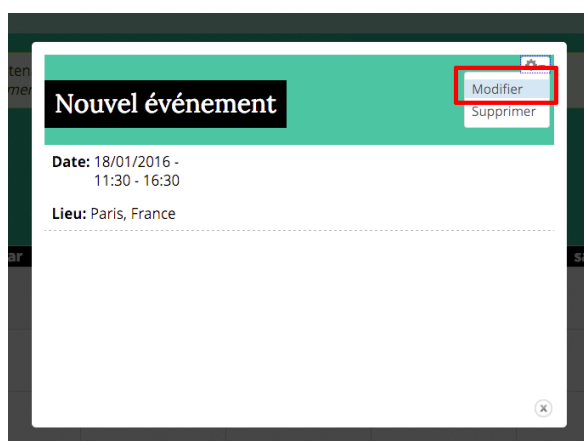 Modifier
Nouvel événement
Supprimer
Date: 18/01/2016 -
11:30 - 16:30
Lieu: Paris, France